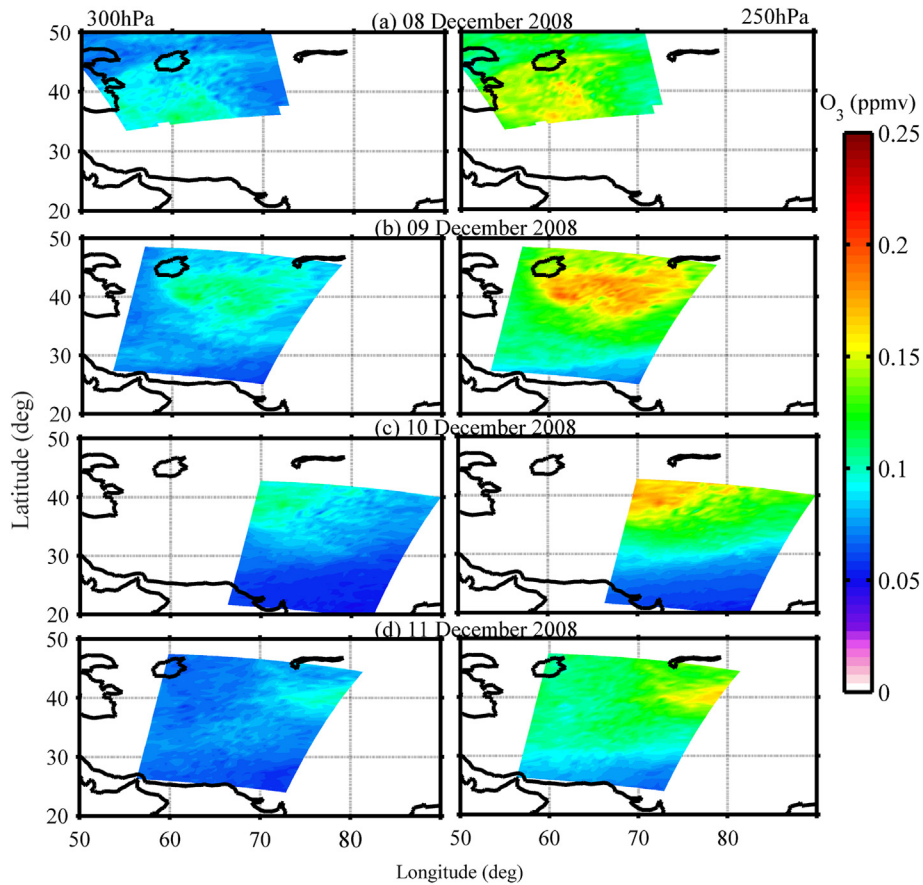 300hPa (a) 08 December 2008 250hPa
50
40
30
20
O3 (ppmv)
0.25
0.2
0.15
0.1
0.05
0
(b) 09 December 2008
50
40
30
20
(c) 10 December 2008
50
40
30
20
(d) 11 December 2008
50
40
30
20
50 60 70 80 50 60 70 80
Latitude (deg)
Longitude (deg)